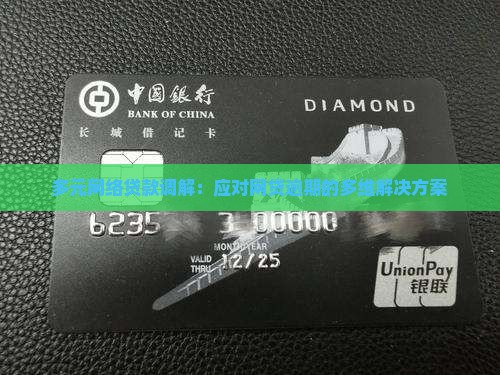 中國銀行
BANK OF CHINA
DIAMOND
长城借记卡
多元网络贷款调解：应对网贷逾期的多维解决方案
6235 3 00000
MONTH/YEAR
VALID THRU 12/25
UnionPay
银联